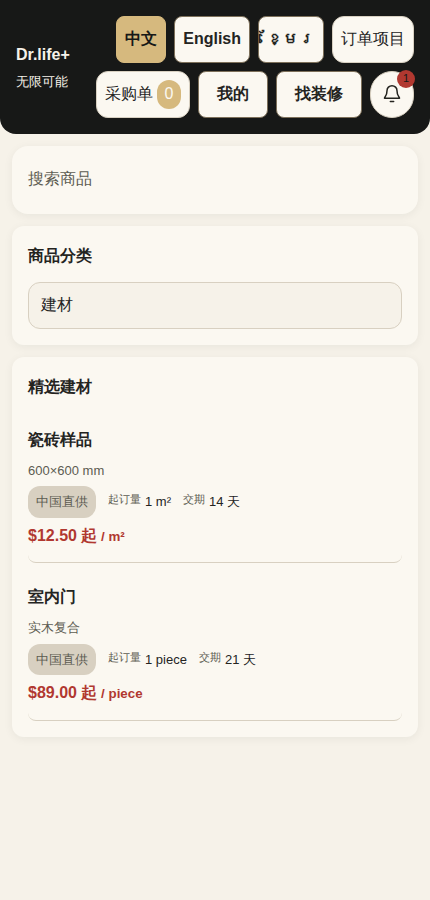 Dr.life+
无限可能
中文 English ខ្មែរ 订单项目
采购单 0 我的 找装修 1
搜索商品
商品分类
建材
精选建材
瓷砖样品
600×600 mm
中国直供 起订量 1 m² 交期 14 天
$12.50 起 / m²
室内门
实木复合
中国直供 起订量 1 piece 交期 21 天
$89.00 起 / piece